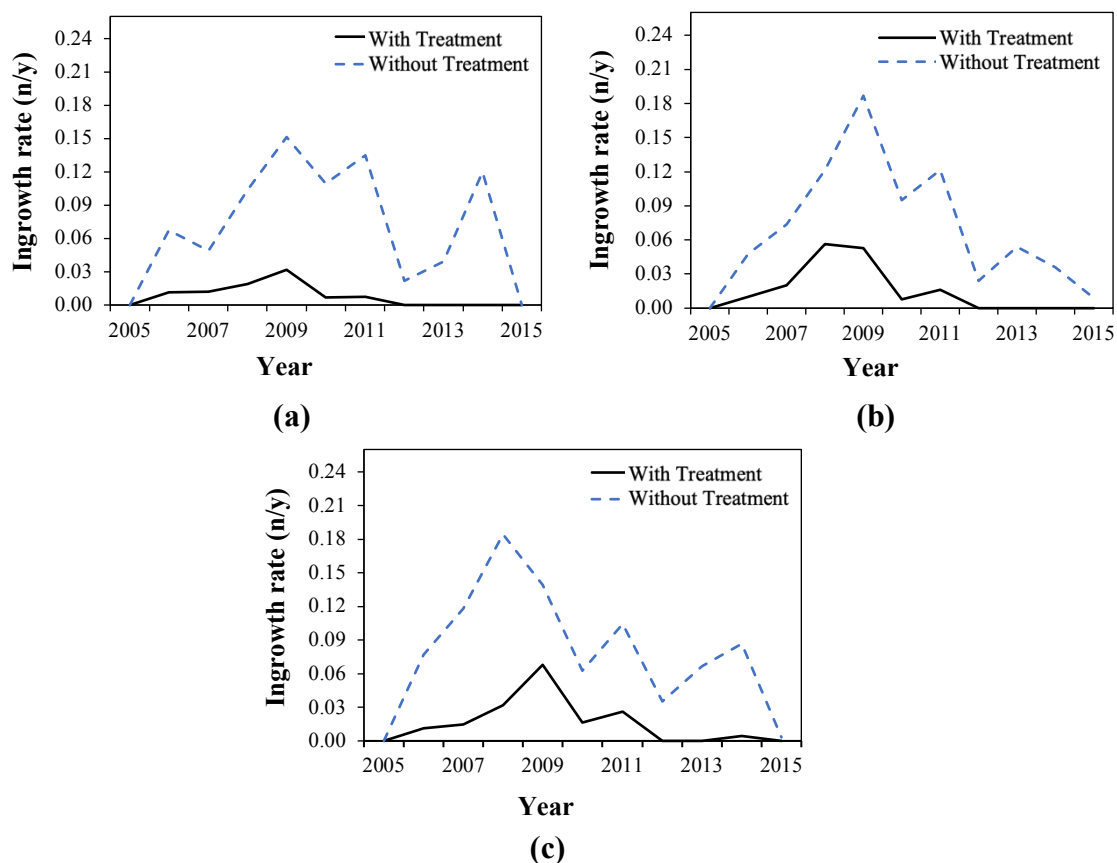 0.24
0.21
0.18
0.15
0.12
0.09
0.06
0.03
0.00
Ingrowth rate (n/y)
With Treatment
Without Treatment
2005 2007 2009 2011 2013 2015
Year
(a)
0.24
0.21
0.18
0.15
0.12
0.09
0.06
0.03
0.00
Ingrowth rate (n/y)
With Treatment
Without Treatment
2005 2007 2009 2011 2013 2015
Year
(b)
0.24
0.21
0.18
0.15
0.12
0.09
0.06
0.03
0.00
Ingrowth rate (n/y)
With Treatment
Without Treatment
2005 2007 2009 2011 2013 2015
Year
(c)